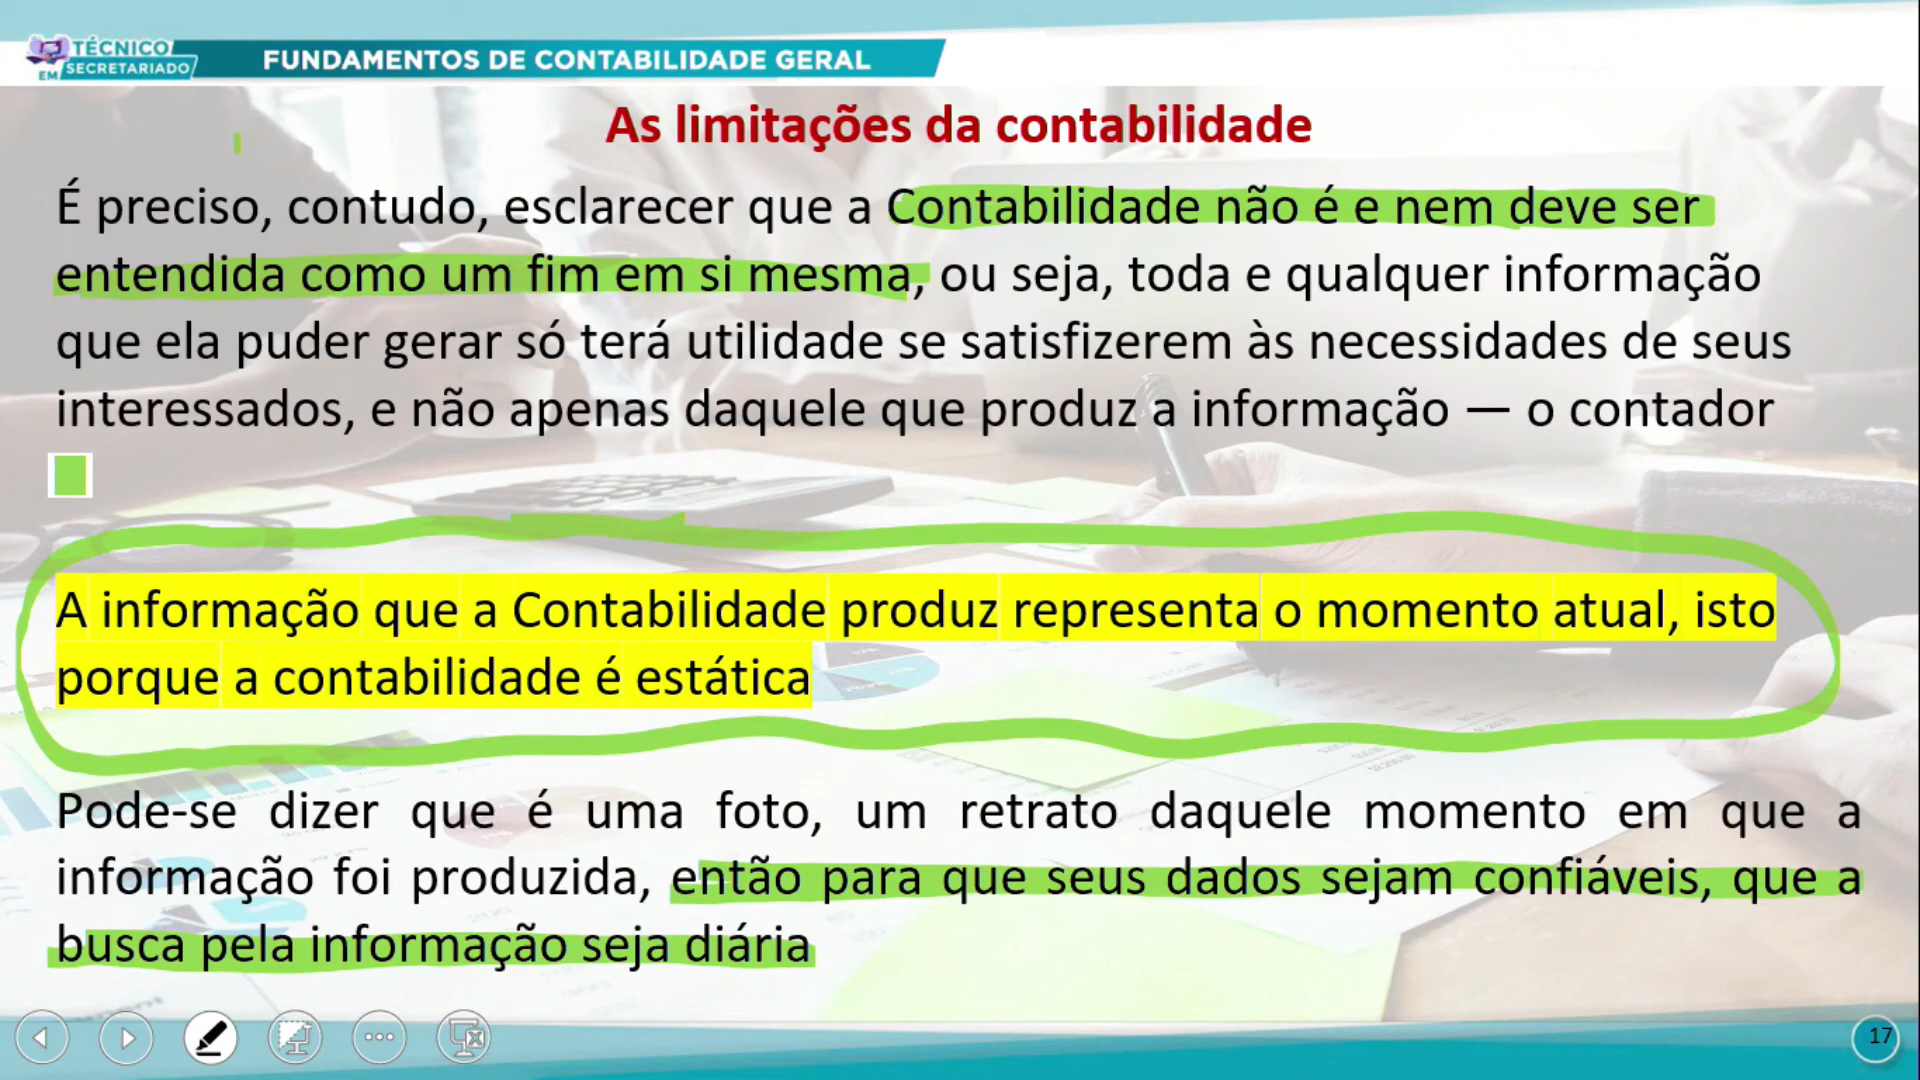 TÉCNICO
EM SECRETARIADO
FUNDAMENTOS DE CONTABILIDADE GERAL
As limitações da contabilidade
É preciso, contudo, esclarecer que a Contabilidade não é e nem deve ser
entendida como um fim em si mesma, ou seja, toda e qualquer informação
que ela puder gerar só terá utilidade se satisfizerem às necessidades de seus
interessados, e não apenas daquele que produz a informação — o contador
A informação que a Contabilidade produz representa o momento atual, isto
porque a contabilidade é estática
Pode-se dizer que é uma foto, um retrato daquele momento em que a
informação foi produzida, então para que seus dados sejam confiáveis, que a
busca pela informação seja diária
17